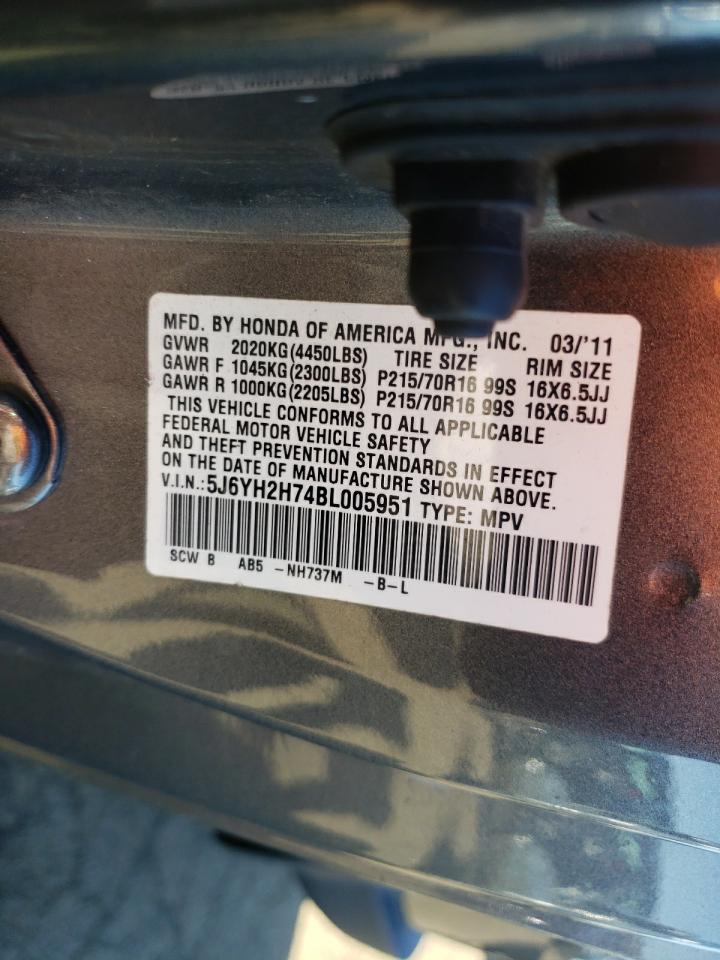 MFD. BY HONDA OF AMERICA MFG., INC. 03/'11
GVWR 2020KG(4450LBS) TIRE SIZE RIM SIZE
GAWR F 1045KG(2300LBS) P215/70R16 99S 16X6.5JJ
GAWR R 1000KG(2205LBS) P215/70R16 99S 16X6.5JJ
THIS VEHICLE CONFORMS TO ALL APPLICABLE
FEDERAL MOTOR VEHICLE SAFETY
AND THEFT PREVENTION STANDARDS IN EFFECT
ON THE DATE OF MANUFACTURE SHOWN ABOVE.
V.I.N.:5J6YH2H74BL005951 TYPE: MPV
SCW B AB5 -NH737M -B-L